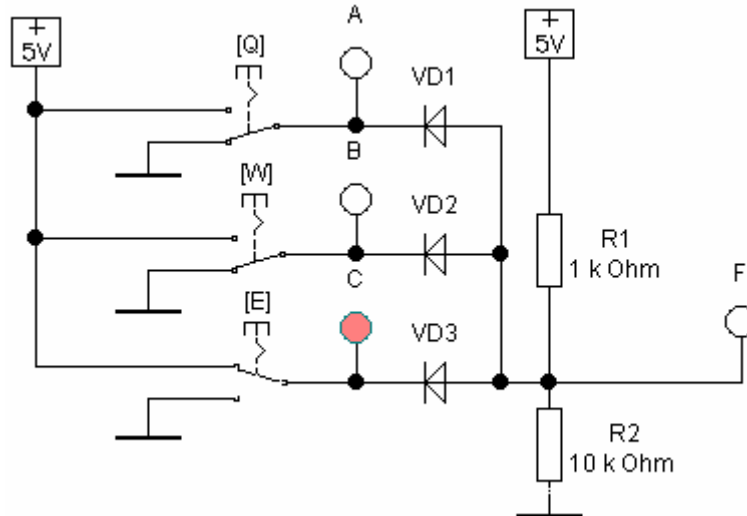 A
+
5V
[Q]
VD1
+
5V
B
[W]
VD2
R1
1 k Ohm
C
[E]
F
VD3
R2
10 k Ohm